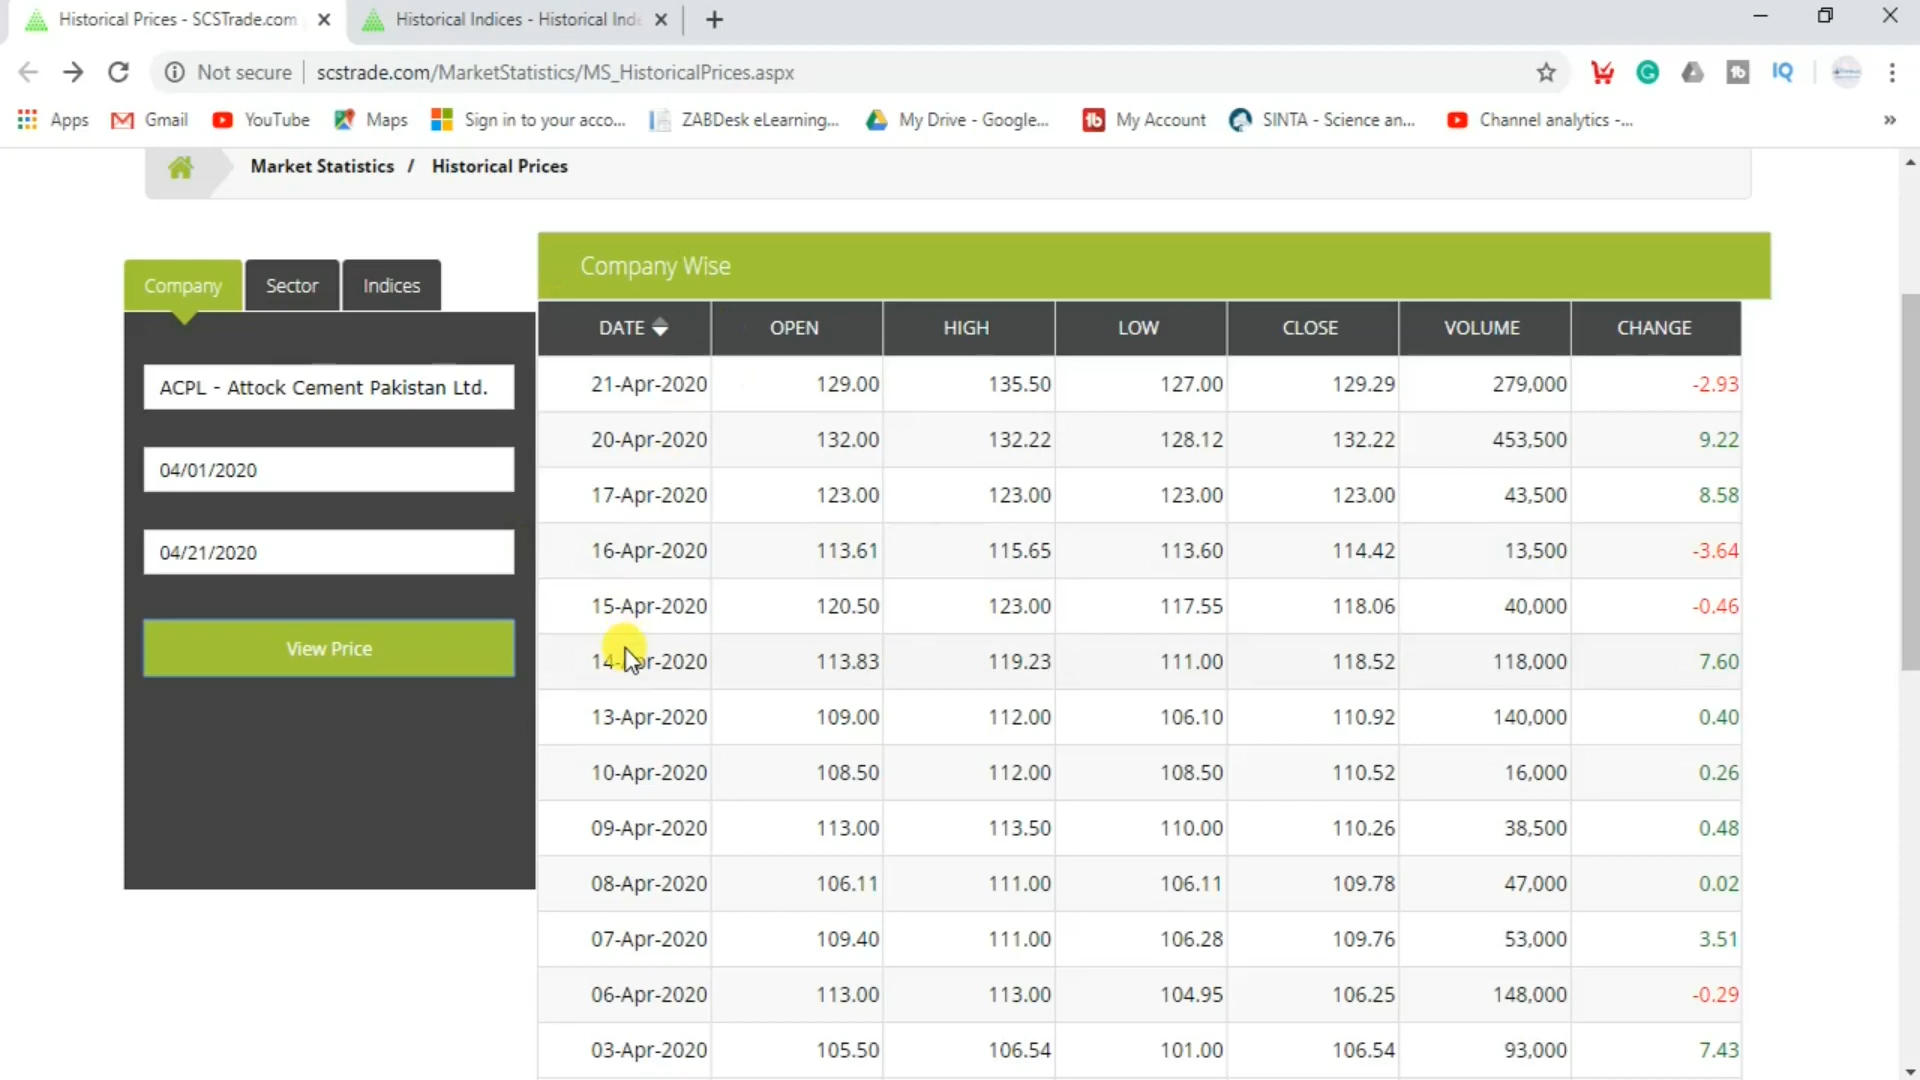 Historical Prices - SCSTrade.com
Historical Indices - Historical Ind
Not secure scstrade.com/MarketStatistics/MS_HistoricalPrices.aspx
Apps Gmail YouTube Maps Sign in to your acco... ZABDesk eLearning... My Drive - Google... My Account SINTA - Science an... Channel analytics -... »
Market Statistics / Historical Prices
Company Sector Indices
ACPL - Attock Cement Pakistan Ltd.
04/01/2020
04/21/2020
View Price
Company Wise
DATE OPEN HIGH LOW CLOSE VOLUME CHANGE
21-Apr-2020 129.00 135.50 127.00 129.29 279,000 -2.93
20-Apr-2020 132.00 132.22 128.12 132.22 453,500 9.22
17-Apr-2020 123.00 123.00 123.00 123.00 43,500 8.58
16-Apr-2020 113.61 115.65 113.60 114.42 13,500 -3.64
15-Apr-2020 120.50 123.00 117.55 118.06 40,000 -0.46
14-Apr-2020 113.83 119.23 111.00 118.52 118,000 7.60
13-Apr-2020 109.00 112.00 106.10 110.92 140,000 0.40
10-Apr-2020 108.50 112.00 108.50 110.52 16,000 0.26
09-Apr-2020 113.00 113.50 110.00 110.26 38,500 0.48
08-Apr-2020 106.11 111.00 106.11 109.78 47,000 0.02
07-Apr-2020 109.40 111.00 106.28 109.76 53,000 3.51
06-Apr-2020 113.00 113.00 104.95 106.25 148,000 -0.29
03-Apr-2020 105.50 106.54 101.00 106.54 93,000 7.43